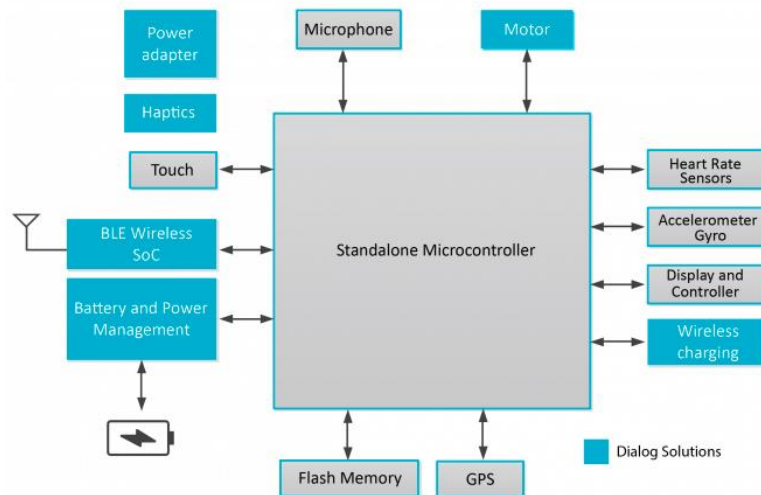 Power
adapter
Microphone
Motor
Haptics
Touch
Heart Rate
Sensors
BLE Wireless
SoC
Standalone Microcontroller
Accelerometer
Gyro
Battery and Power
Management
Display and
Controller
Wireless
charging
Flash Memory
GPS
Dialog Solutions